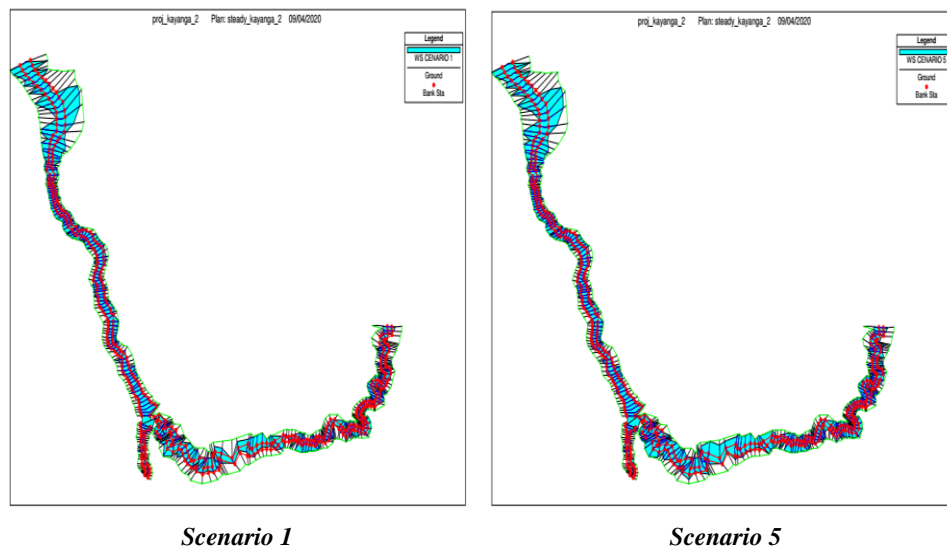 proj_kayanga_2 Plan: steady_kayanga_2 09/04/2020
Legend
WS CENARIO 1
Ground
Bank Sta
proj_kayanga_2 Plan: steady_kayanga_2 09/04/2020
Legend
WS CENARIO 5
Ground
Bank Sta
Scenario 1
Scenario 5